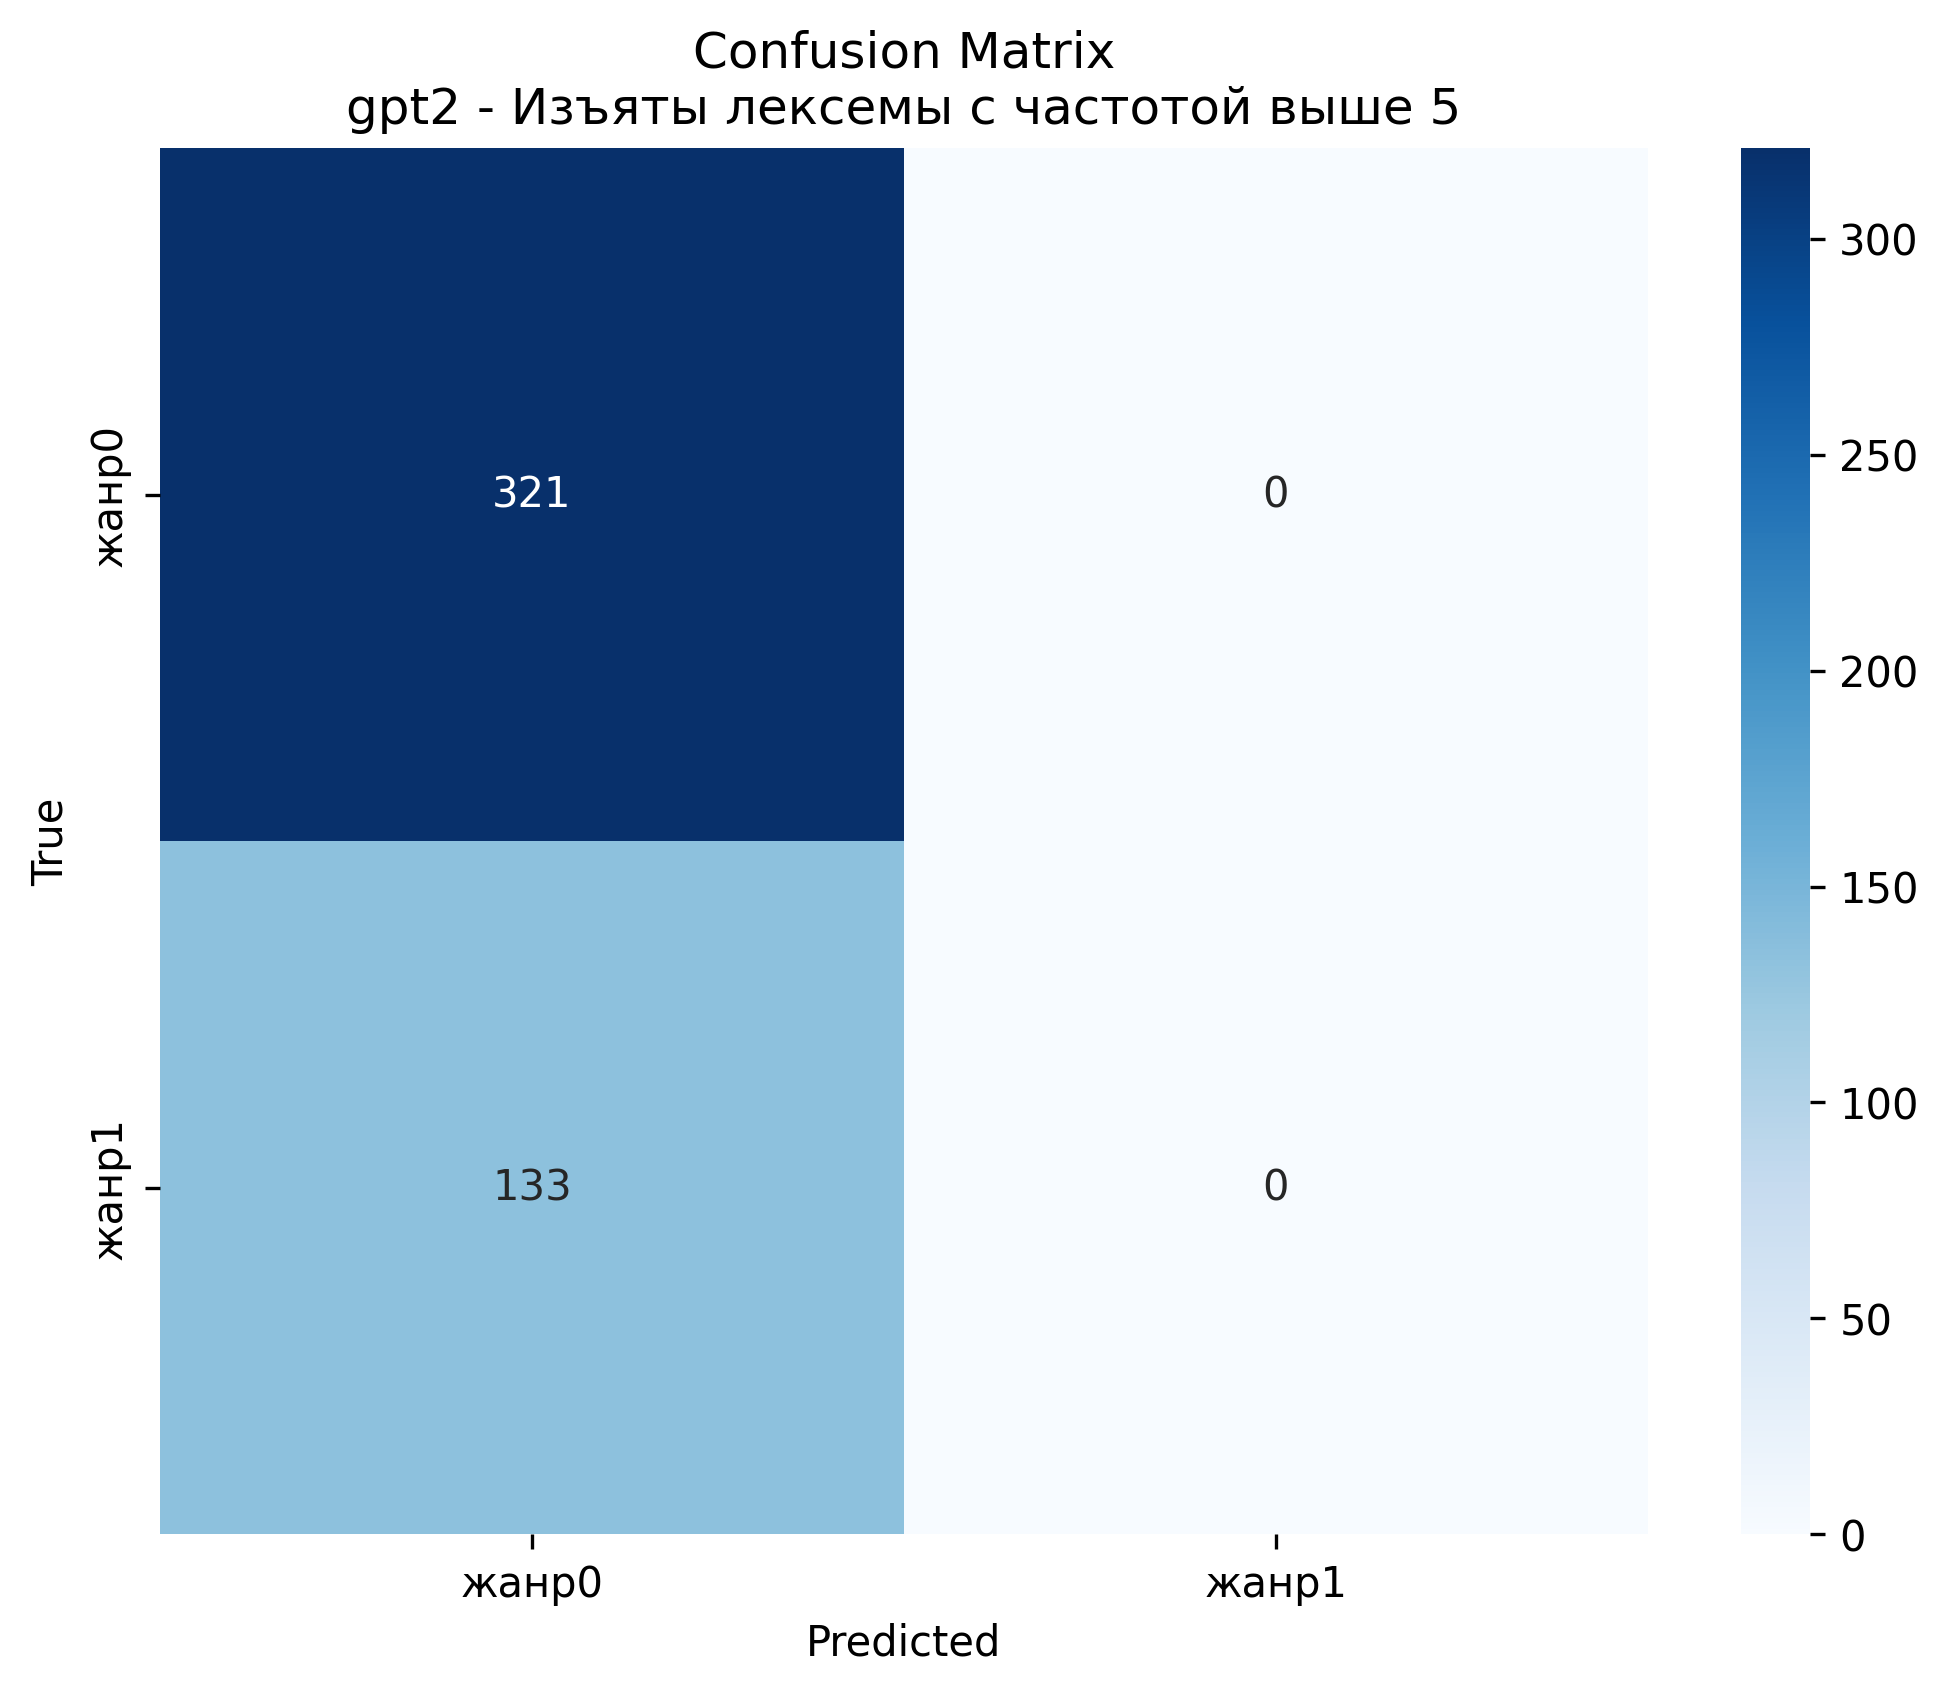 Confusion Matrix
gpt2 - Изъяты лексемы с частотой выше 5
True
жанр0
жанр1
321
0
133
0
жанр0
жанр1
Predicted
300
250
200
150
100
50
0